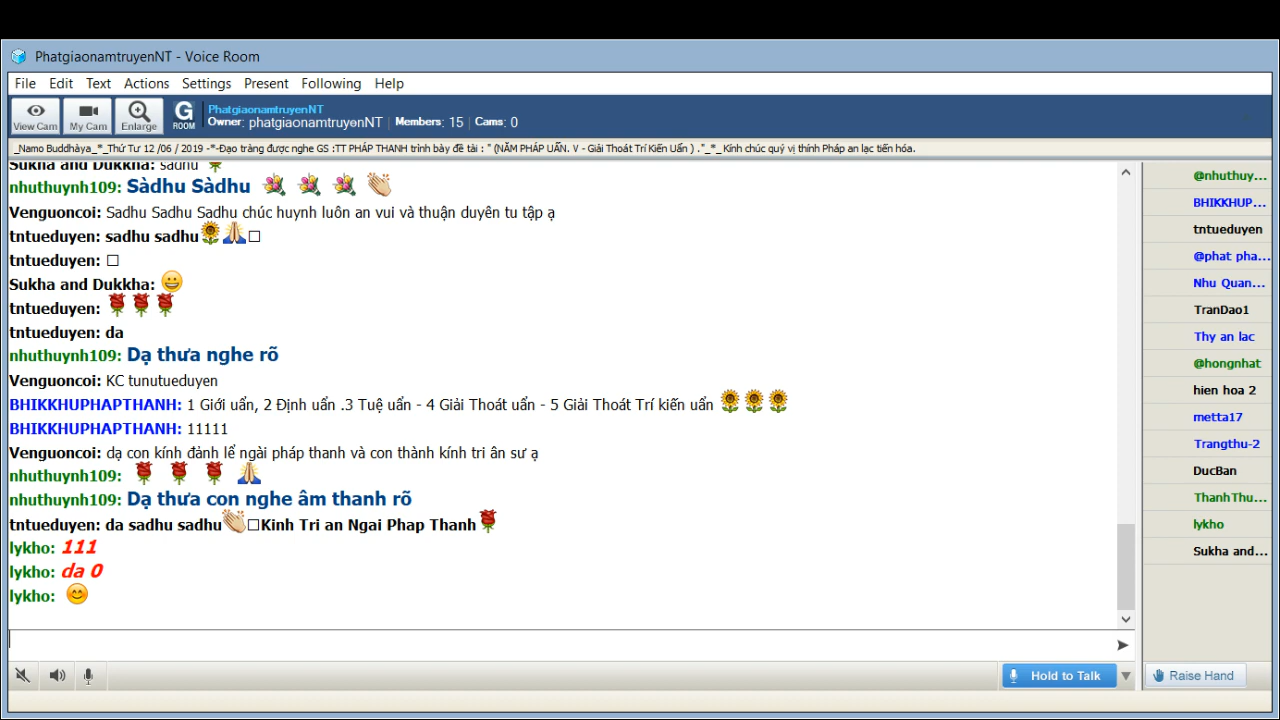 PhatgiaonamtruyenNT - Voice Room
File Edit Text Actions Settings Present Following Help
View Cam My Cam Enlarge G ROOM
PhatgiaonamtruyenNT
Owner: phatgiaonamtruyenNT | Members: 15 | Cams: 0
_Namo Buddhàya_*_Thứ Tư 12 /06 / 2019 -*-Đạo tràng được nghe GS :TT PHÁP THANH trình bày đề tài : " (NĂM PHÁP UẨN. V - Giải Thoát Trí Kiến Uẩn ) ."_*_ Kính chúc quý vị thính Pháp an lạc tiến hóa.
Sukha and Dukkha: sadhu
nhuthuynh109: Sàdhu Sàdhu
Venguoncoi: Sadhu Sadhu Sadhu chúc huynh luôn an vui và thuận duyên tu tập ạ
tntueduyen: sadhu sadhu
tntueduyen:
Sukha and Dukkha:
tntueduyen:
tntueduyen: da
nhuthuynh109: Dạ thưa nghe rõ
Venguoncoi: KC tunutueduyen
BHIKKHUPHAPTHANH: 1 Giới uẩn, 2 Định uẩn .3 Tuệ uẩn - 4 Giải Thoát uẩn - 5 Giải Thoát Trí kiến uẩn
BHIKKHUPHAPTHANH: 11111
Venguoncoi: dạ con kính đảnh lể ngài pháp thanh và con thành kính tri ân sư ạ
nhuthuynh109:
nhuthuynh109: Dạ thưa con nghe âm thanh rõ
tntueduyen: da sadhu sadhu Kinh Tri an Ngai Phap Thanh
lykho: 111
lykho: da 0
lykho:
@nhuthuy...
BHIKKHUP...
tntueduyen
@phat pha...
Nhu Quan...
TranDao1
Thy an lac
@hongnhat
hien hoa 2
metta17
Trangthu-2
DucBan
ThanhThu...
lykho
Sukha and...
Hold to Talk
Raise Hand